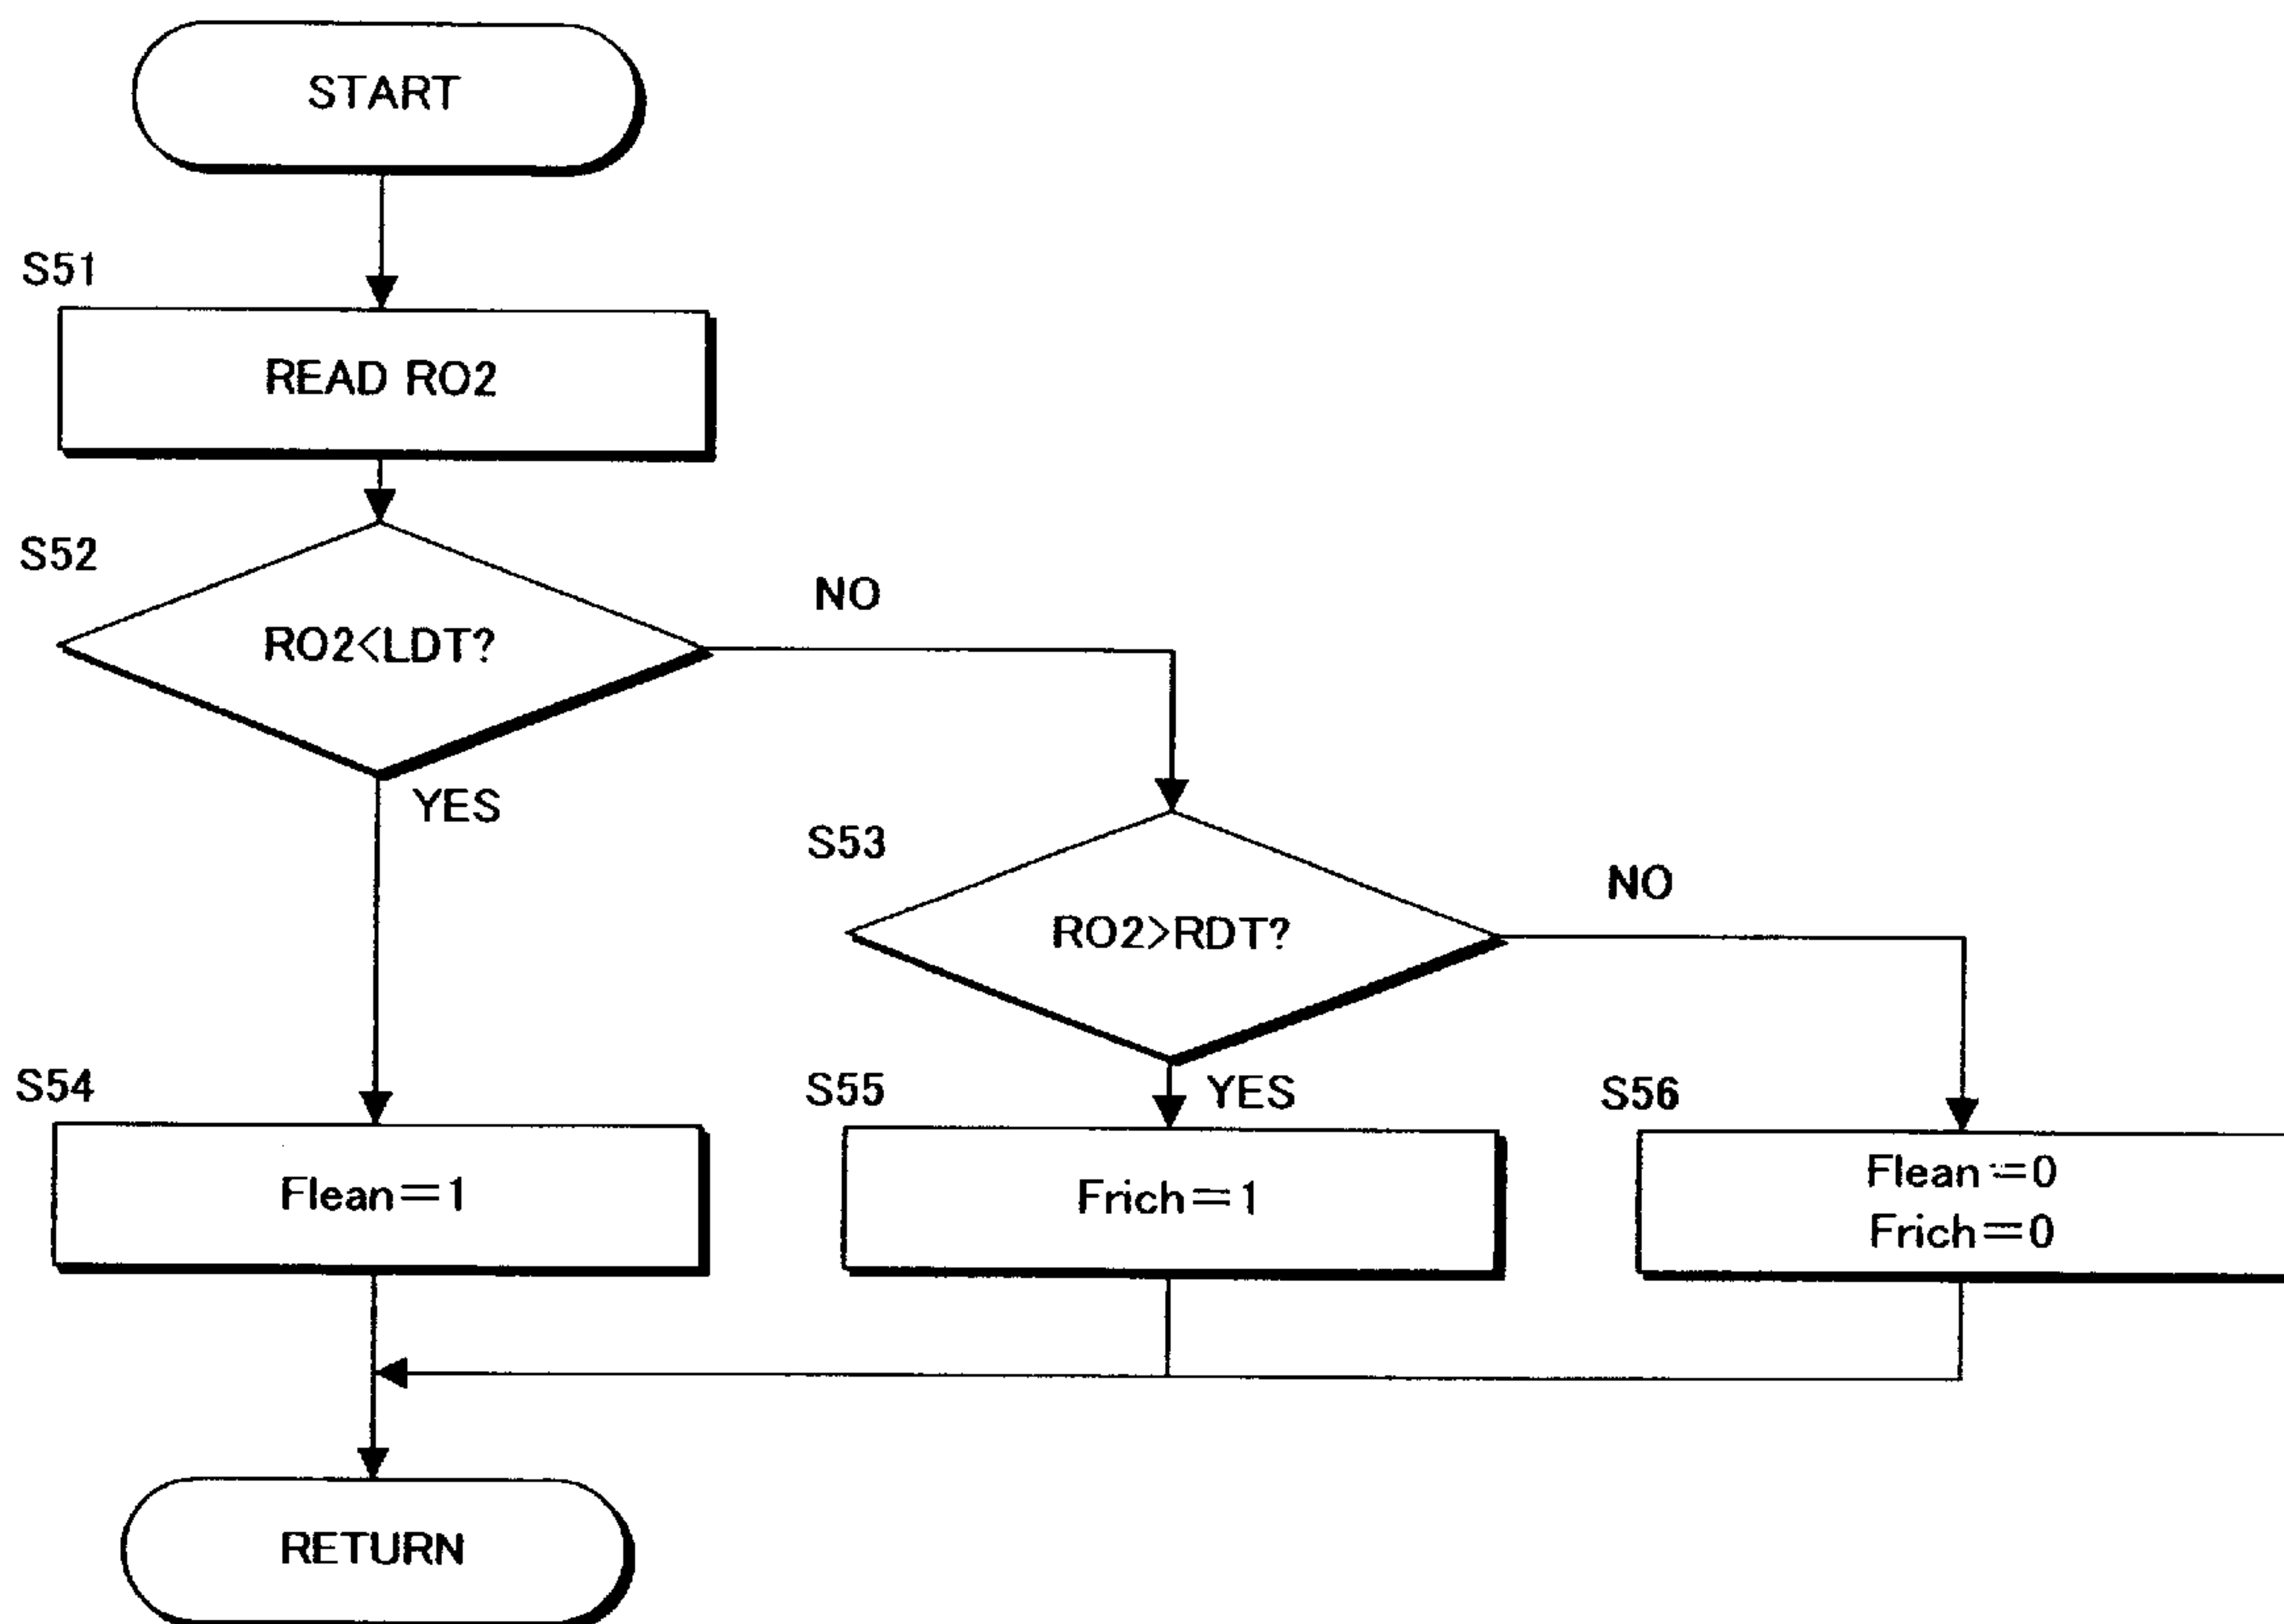 START
S51
READ RO2
S52
RO2<LDT?
NO
YES
S53
RO2>RDT?
NO
S54
Flean=1
S55
YES
Frich=1
S56
Flean=0
Frich=0
RETURN